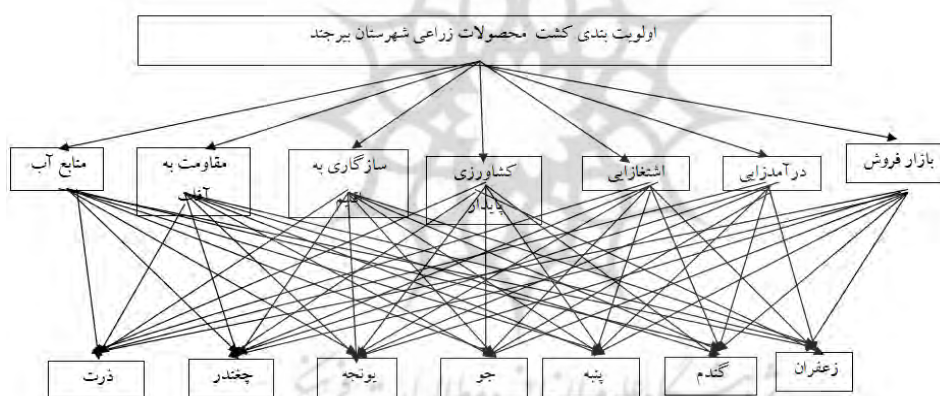 اولویت بندی کشت محصولات زراعی شهرستان بیرجند
بازار فروش
درآمدزایی
اشتغازایی
کشاورزی
پایدار
سازگاری به
مقاومت به
منابع آب
زعفران
گندم
پنبه
جو
یونجه
چغندر
ذرت